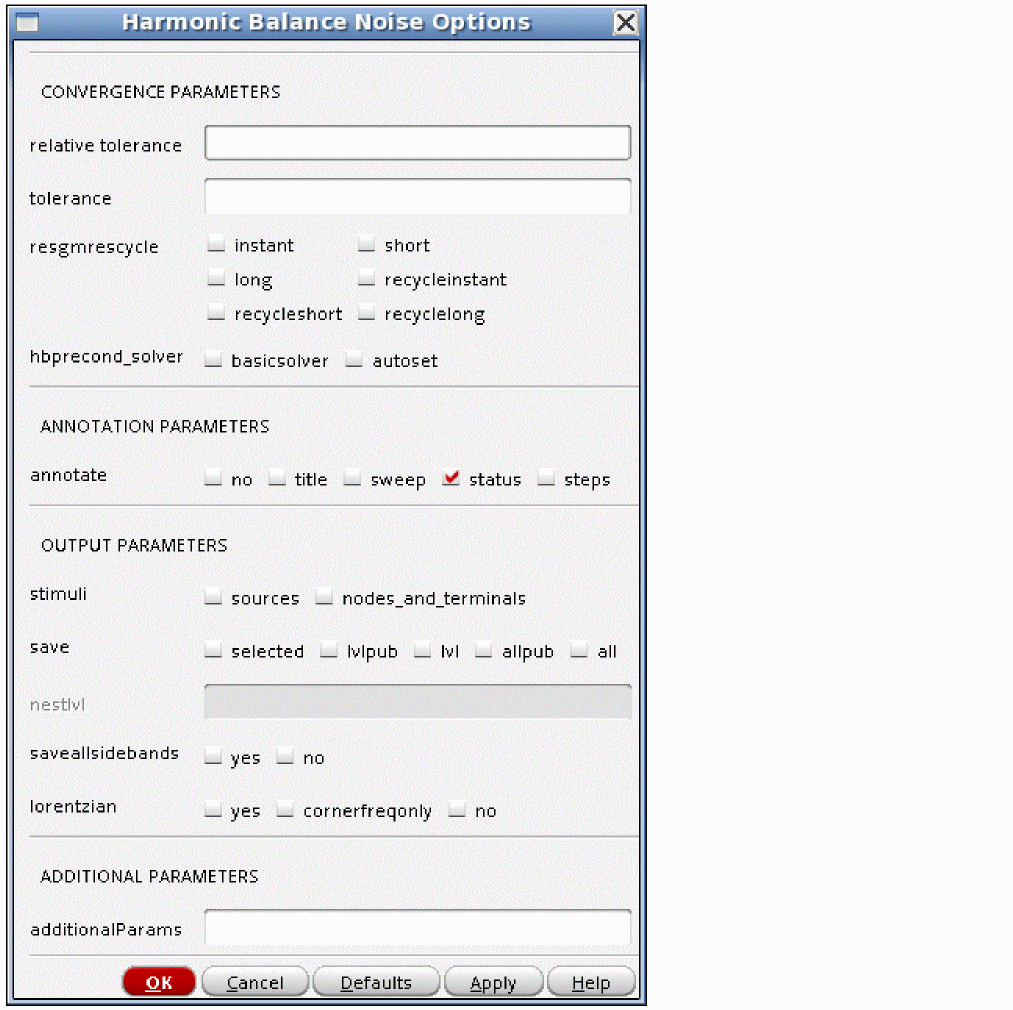 Harmonic Balance Noise Options
CONVERGENCE PARAMETERS
relative tolerance
tolerance
resgmrescycle instant short
long recycleinstant
recycleshort recyclelong
hbprecond_solver basicsolver autoset
ANNOTATION PARAMETERS
annotate no title sweep status steps
OUTPUT PARAMETERS
stimuli sources nodes_and_terminals
save selected lvlpub lvl allpub all
nestlvl
saveallsidebands yes no
lorentzian yes cornerfreqonly no
ADDITIONAL PARAMETERS
additionalParams
OK Cancel Defaults Apply Help